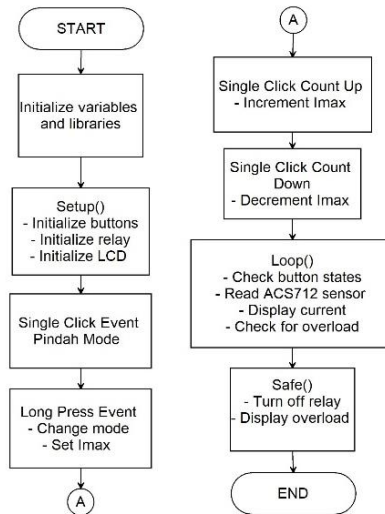 START
Initialize variables
and libraries
Setup()
- Initialize buttons
- Initialize relay
- Initialize LCD
Single Click Event
Pindah Mode
Long Press Event
- Change mode
- Set Imax
A
A
Single Click Count Up
- Increment Imax
Single Click Count
Down
- Decrement Imax
Loop()
- Check button states
- Read ACS712 sensor
- Display current
- Check for overload
Safe()
- Turn off relay
- Display overload
END